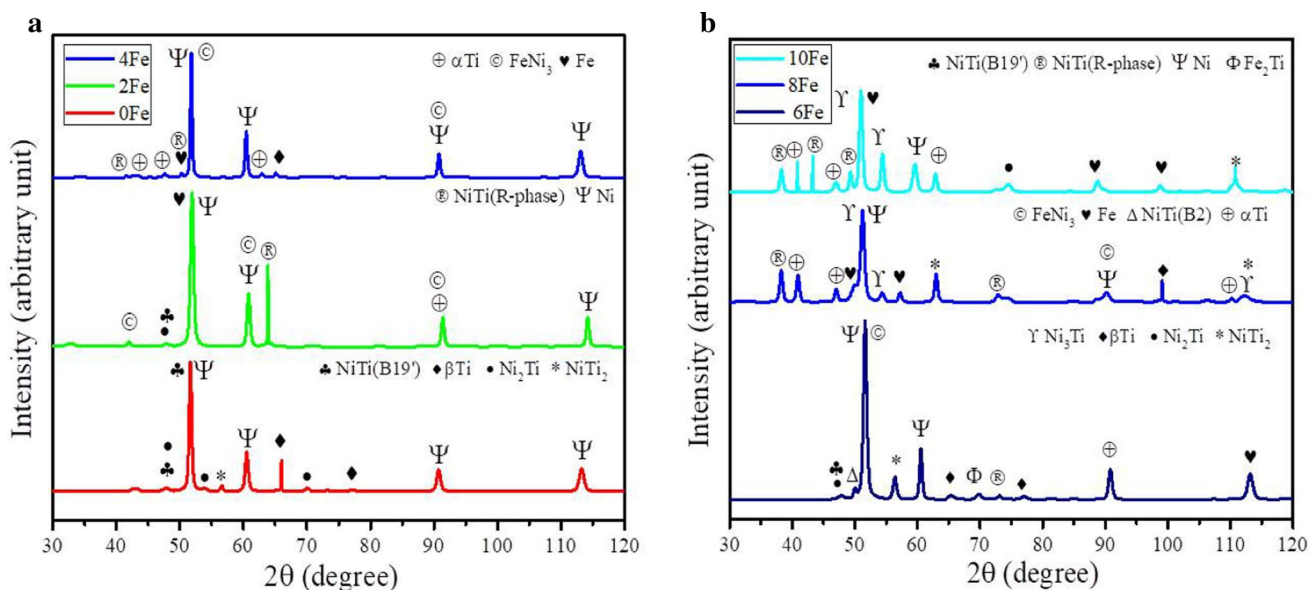 a
4Fe
2Fe
0Fe
Ψ ©
⊕ αTi © FeNi₃ ♥ Fe
® ⊕ ⊕ ® ♥ Ψ ⊕ ♦ © Ψ Ψ
® NiTi(R-phase) Ψ Ni
♥ Ψ
© ♣ • © Ψ ® © ⊕ Ψ
♣ NiTi(B19') ♦ βTi • Ni₂Ti * NiTi₂
♣ Ψ
• ♣ • * Ψ ♦ • ♦ Ψ Ψ
Intensity (arbitrary unit)
30 40 50 60 70 80 90 100 110 120
2θ (degree)
b
10Fe
8Fe
6Fe
♣ NiTi(B19') ® NiTi(R-phase) Ψ Ni Φ Fe₂Ti
ϒ ♥
® ⊕ ® ⊕ ® ϒ Ψ ⊕ • ♥ ♥ *
© FeNi₃ ♥ Fe Δ NiTi(B2) ⊕ αTi
ϒ Ψ
® ⊕ ⊕ ♥ ϒ ♥ * ® © Ψ ♦ ⊕ * ϒ
ϒ Ni₃Ti ♦ βTi • Ni₂Ti * NiTi₂
Ψ ©
♣ • Δ * Ψ ♦ Φ ® ♦ ⊕ ♥
Intensity (arbitrary unit)
30 40 50 60 70 80 90 100 110 120
2θ (degree)